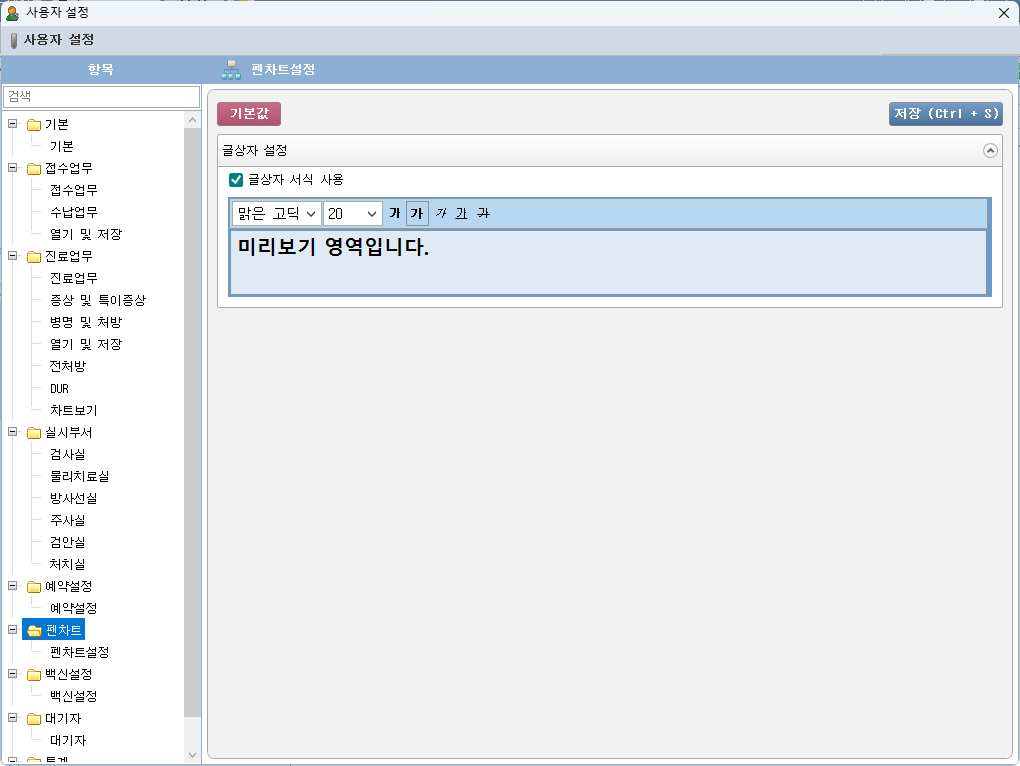 사용자 설정
사용자 설정
항목
펜차트설정
검색
기본값
저장 (Ctrl + S)
글상자 설정
글상자 서식 사용
맑은 고딕 20 가 가 가 가 가
미리보기 영역입니다.
기본
기본
접수업무
접수업무
수납업무
열기 및 저장
진료업무
진료업무
증상 및 특이증상
병명 및 처방
열기 및 저장
전처방
DUR
차트보기
실시부서
검사실
물리치료실
방사선실
주사실
검안실
처치실
예약설정
예약설정
펜차트
펜차트설정
백신설정
백신설정
대기자
대기자
통계